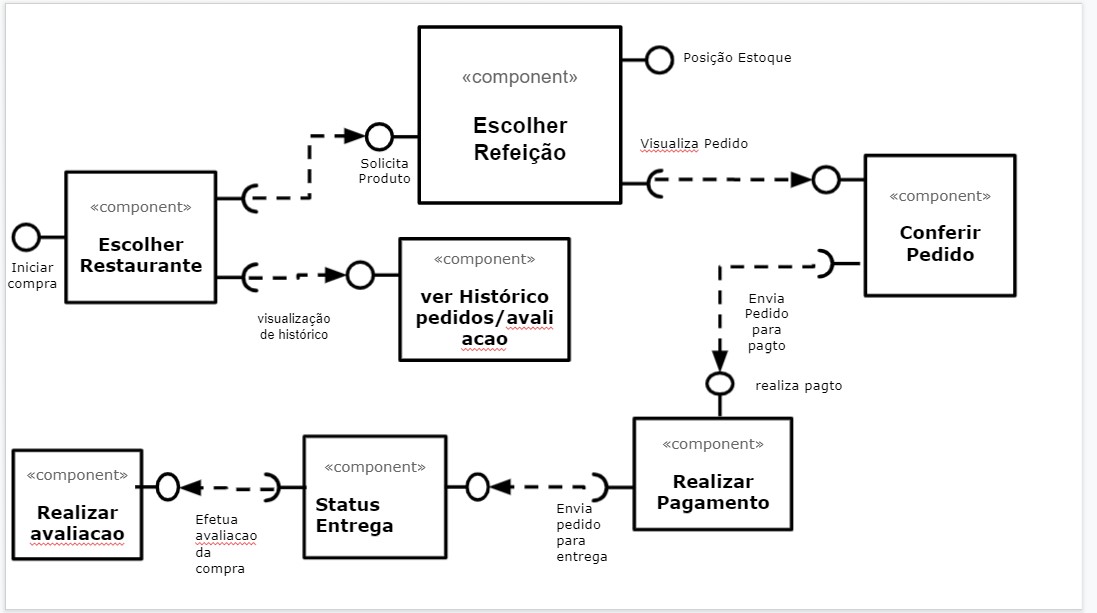 «component»
Escolher
Refeição
Posição Estoque
Solicita
Produto
Visualiza Pedido
«component»
Escolher
Restaurante
Iniciar
compra
«component»
Conferir
Pedido
«component»
ver Histórico
pedidos/avali
acao
visualização
de histórico
Envia
Pedido
para
pagto
realiza pagto
«component»
Realizar
Pagamento
Envia
pedido
para
entrega
«component»
Status
Entrega
Efetua
avaliacao
da
compra
«component»
Realizar
avaliacao